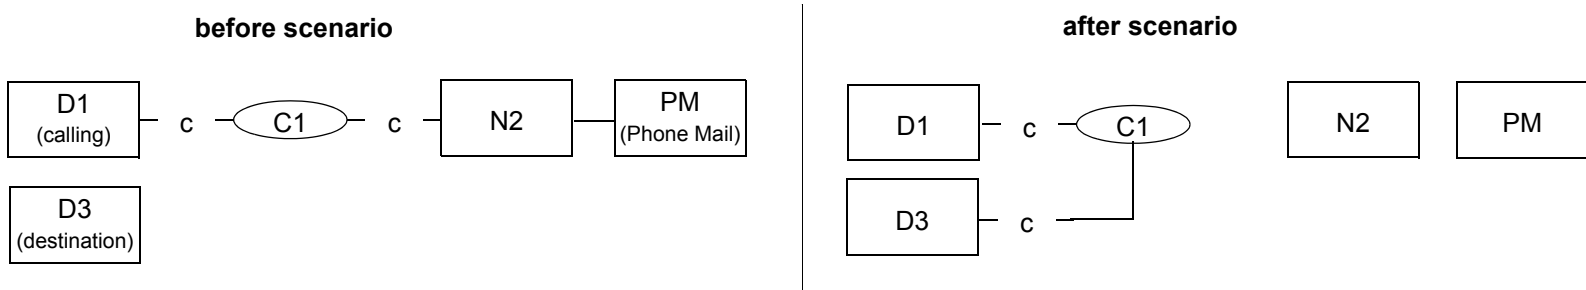 before scenario
D1
(calling)
c
C1
c
N2
PM
(Phone Mail)
D3
(destination)
after scenario
D1
c
C1
N2
PM
D3
c